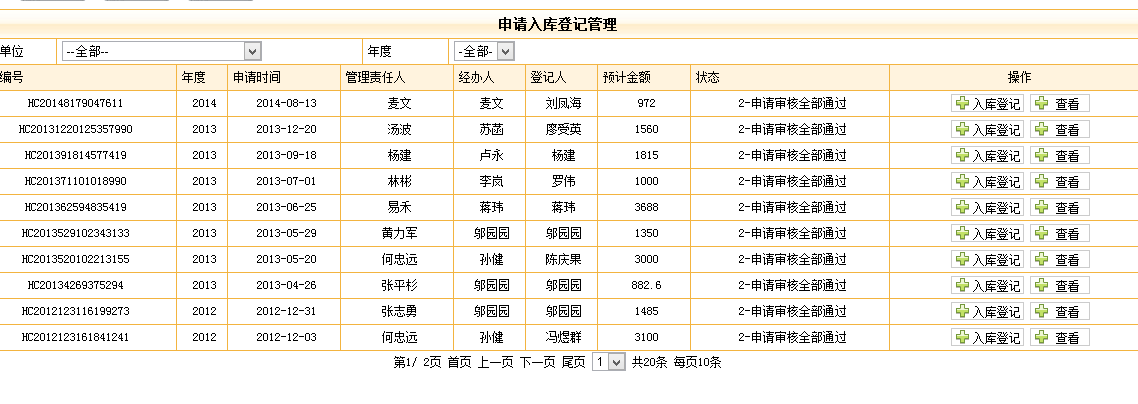 申请入库登记管理
单位 --全部-- 年度 -全部-
编号 年度 申请时间 管理责任人 经办人 登记人 预计金额 状态 操作
HC20148179047611 2014 2014-08-13 麦文 麦文 刘凤海 972 2-申请审核全部通过 入库登记 查看
HC20131220125357990 2013 2013-12-20 汤波 苏菡 廖受英 1560 2-申请审核全部通过 入库登记 查看
HC201391814577419 2013 2013-09-18 杨建 卢永 杨建 1815 2-申请审核全部通过 入库登记 查看
HC201371101018990 2013 2013-07-01 林彬 李岚 罗伟 1000 2-申请审核全部通过 入库登记 查看
HC201362594835419 2013 2013-06-25 易禾 蒋玮 蒋玮 3688 2-申请审核全部通过 入库登记 查看
HC2013529102343133 2013 2013-05-29 黄力军 邬园园 邬园园 1350 2-申请审核全部通过 入库登记 查看
HC2013520102213155 2013 2013-05-20 何忠远 孙健 陈庆果 3000 2-申请审核全部通过 入库登记 查看
HC20134269375294 2013 2013-04-26 张平杉 邬园园 邬园园 882.6 2-申请审核全部通过 入库登记 查看
HC2012123116199273 2012 2012-12-31 张志勇 邬园园 邬园园 1485 2-申请审核全部通过 入库登记 查看
HC2012123161841241 2012 2012-12-03 何忠远 孙健 冯煜群 3100 2-申请审核全部通过 入库登记 查看
第1/ 2页 首页 上一页 下一页 尾页 1 共20条 每页10条